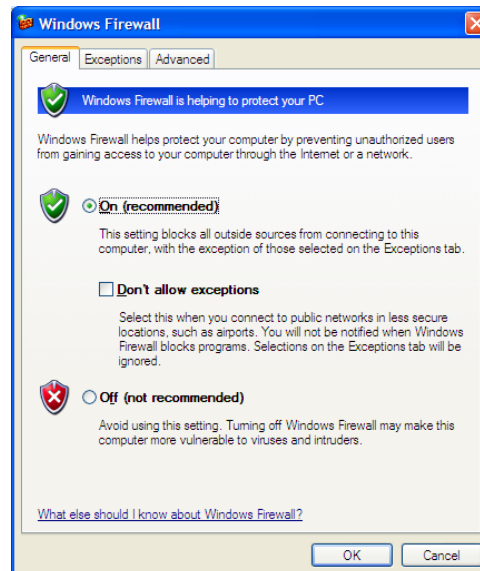 Windows Firewall
General Exceptions Advanced
Windows Firewall is helping to protect your PC
Windows Firewall helps protect your computer by preventing unauthorized users
from gaining access to your computer through the Internet or a network.
On (recommended)
This setting blocks all outside sources from connecting to this
computer, with the exception of those selected on the Exceptions tab.
Don't allow exceptions
Select this when you connect to public networks in less secure
locations, such as airports. You will not be notified when Windows
Firewall blocks programs. Selections on the Exceptions tab will be
ignored.
Off (not recommended)
Avoid using this setting. Turning off Windows Firewall may make this
computer more vulnerable to viruses and intruders.
What else should I know about Windows Firewall?
OK Cancel